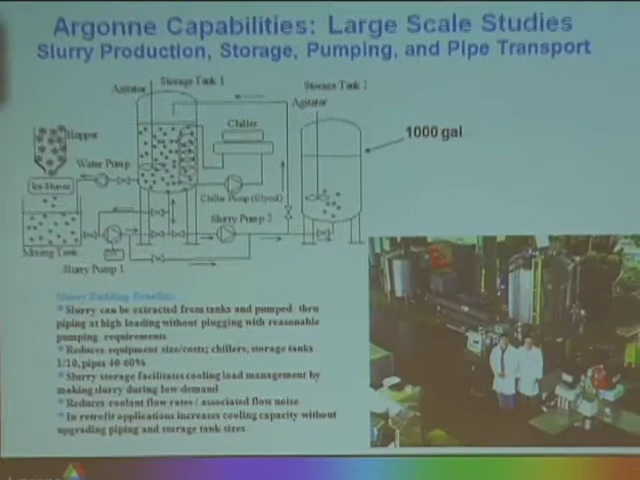 Argonne Capabilities: Large Scale Studies
Slurry Production, Storage, Pumping, and Pipe Transport
Storage Tank 1
Agitator
Storage Tank 2
Agitator
Chiller
1000 gal
Hopper
Water Pump
Ice Shaver
Chiller Pump (Glycol)
Slurry Pump 2
Mixing Tank
Slurry Pump 1
Slurry Building Benefits:
Slurry can be extracted from tanks and pumped thru
piping at high loading without plugging with reasonable
pumping requirements
Reduces equipment size/costs; chillers, storage tanks
1/10, pipes 40-60%
Slurry storage facilitates cooling load management by
making slurry during low demand
Reduces coolant flow rates / associated flow noise
In retrofit applications increases cooling capacity without
upgrading piping and storage tank sizes